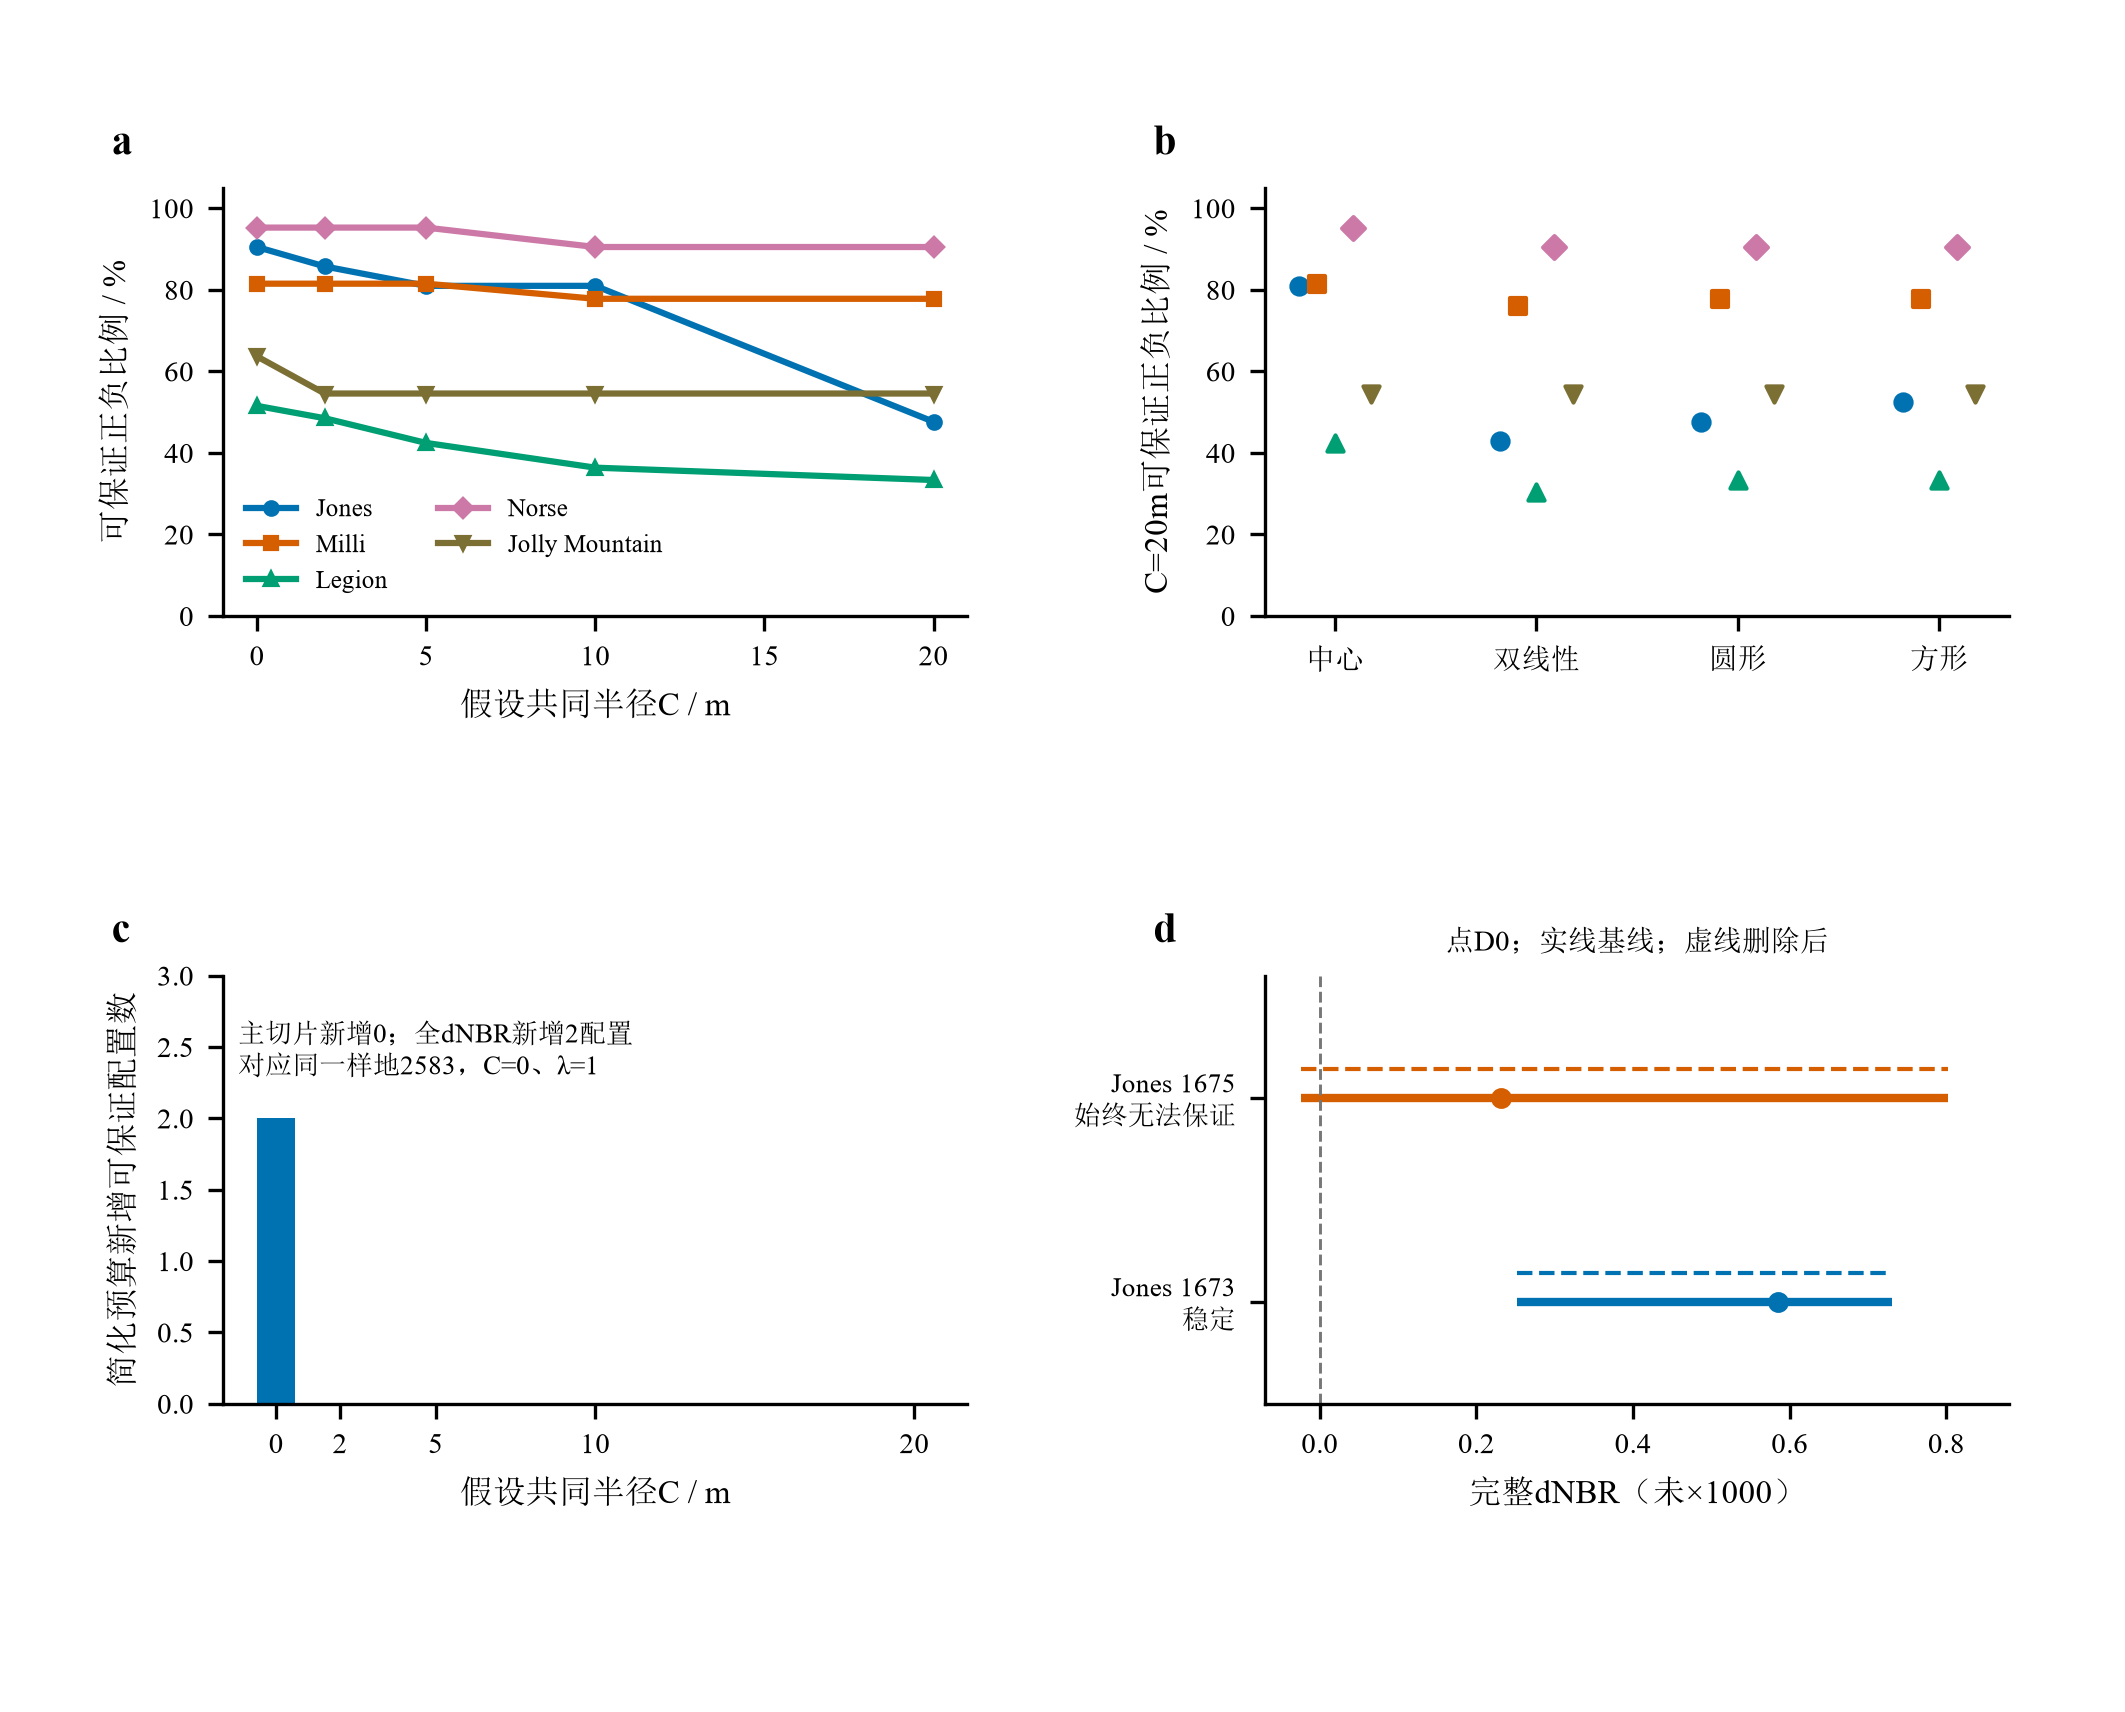 a
可保证正负比例 / %
100
80
60
40
20
0
Jones
Milli
Legion
Norse
Jolly Mountain
0
5
10
15
20
假设共同半径C / m
b
C=20m可保证正负比例 / %
100
80
60
40
20
0
中心
双线性
圆形
方形
c
简化预算新增可保证配置数
3.0
2.5
2.0
1.5
1.0
0.5
0.0
主切片新增0；全dNBR新增2配置
对应同一样地2583，C=0、λ=1
0
2
5
10
20
假设共同半径C / m
d
点D0；实线基线；虚线删除后
Jones 1675
始终无法保证
Jones 1673
稳定
0.0
0.2
0.4
0.6
0.8
完整dNBR（未×1000）